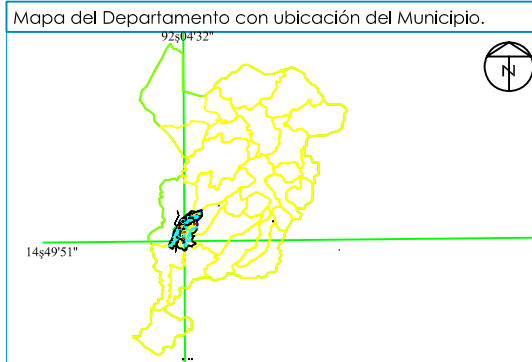 Mapa del Departamento con ubicación del Municipio.
92ş04'32"
N
14ş49'51"